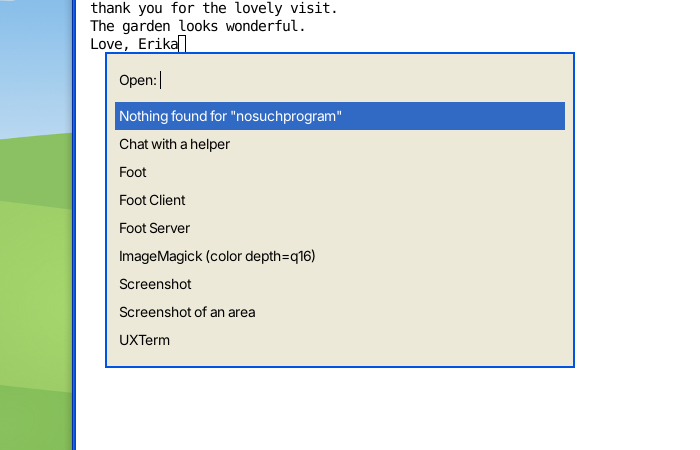 thank you for the lovely visit.
The garden looks wonderful.
Love, Erika
Open:
Nothing found for "nosuchprogram"
Chat with a helper
Foot
Foot Client
Foot Server
ImageMagick (color depth=q16)
Screenshot
Screenshot of an area
UXTerm